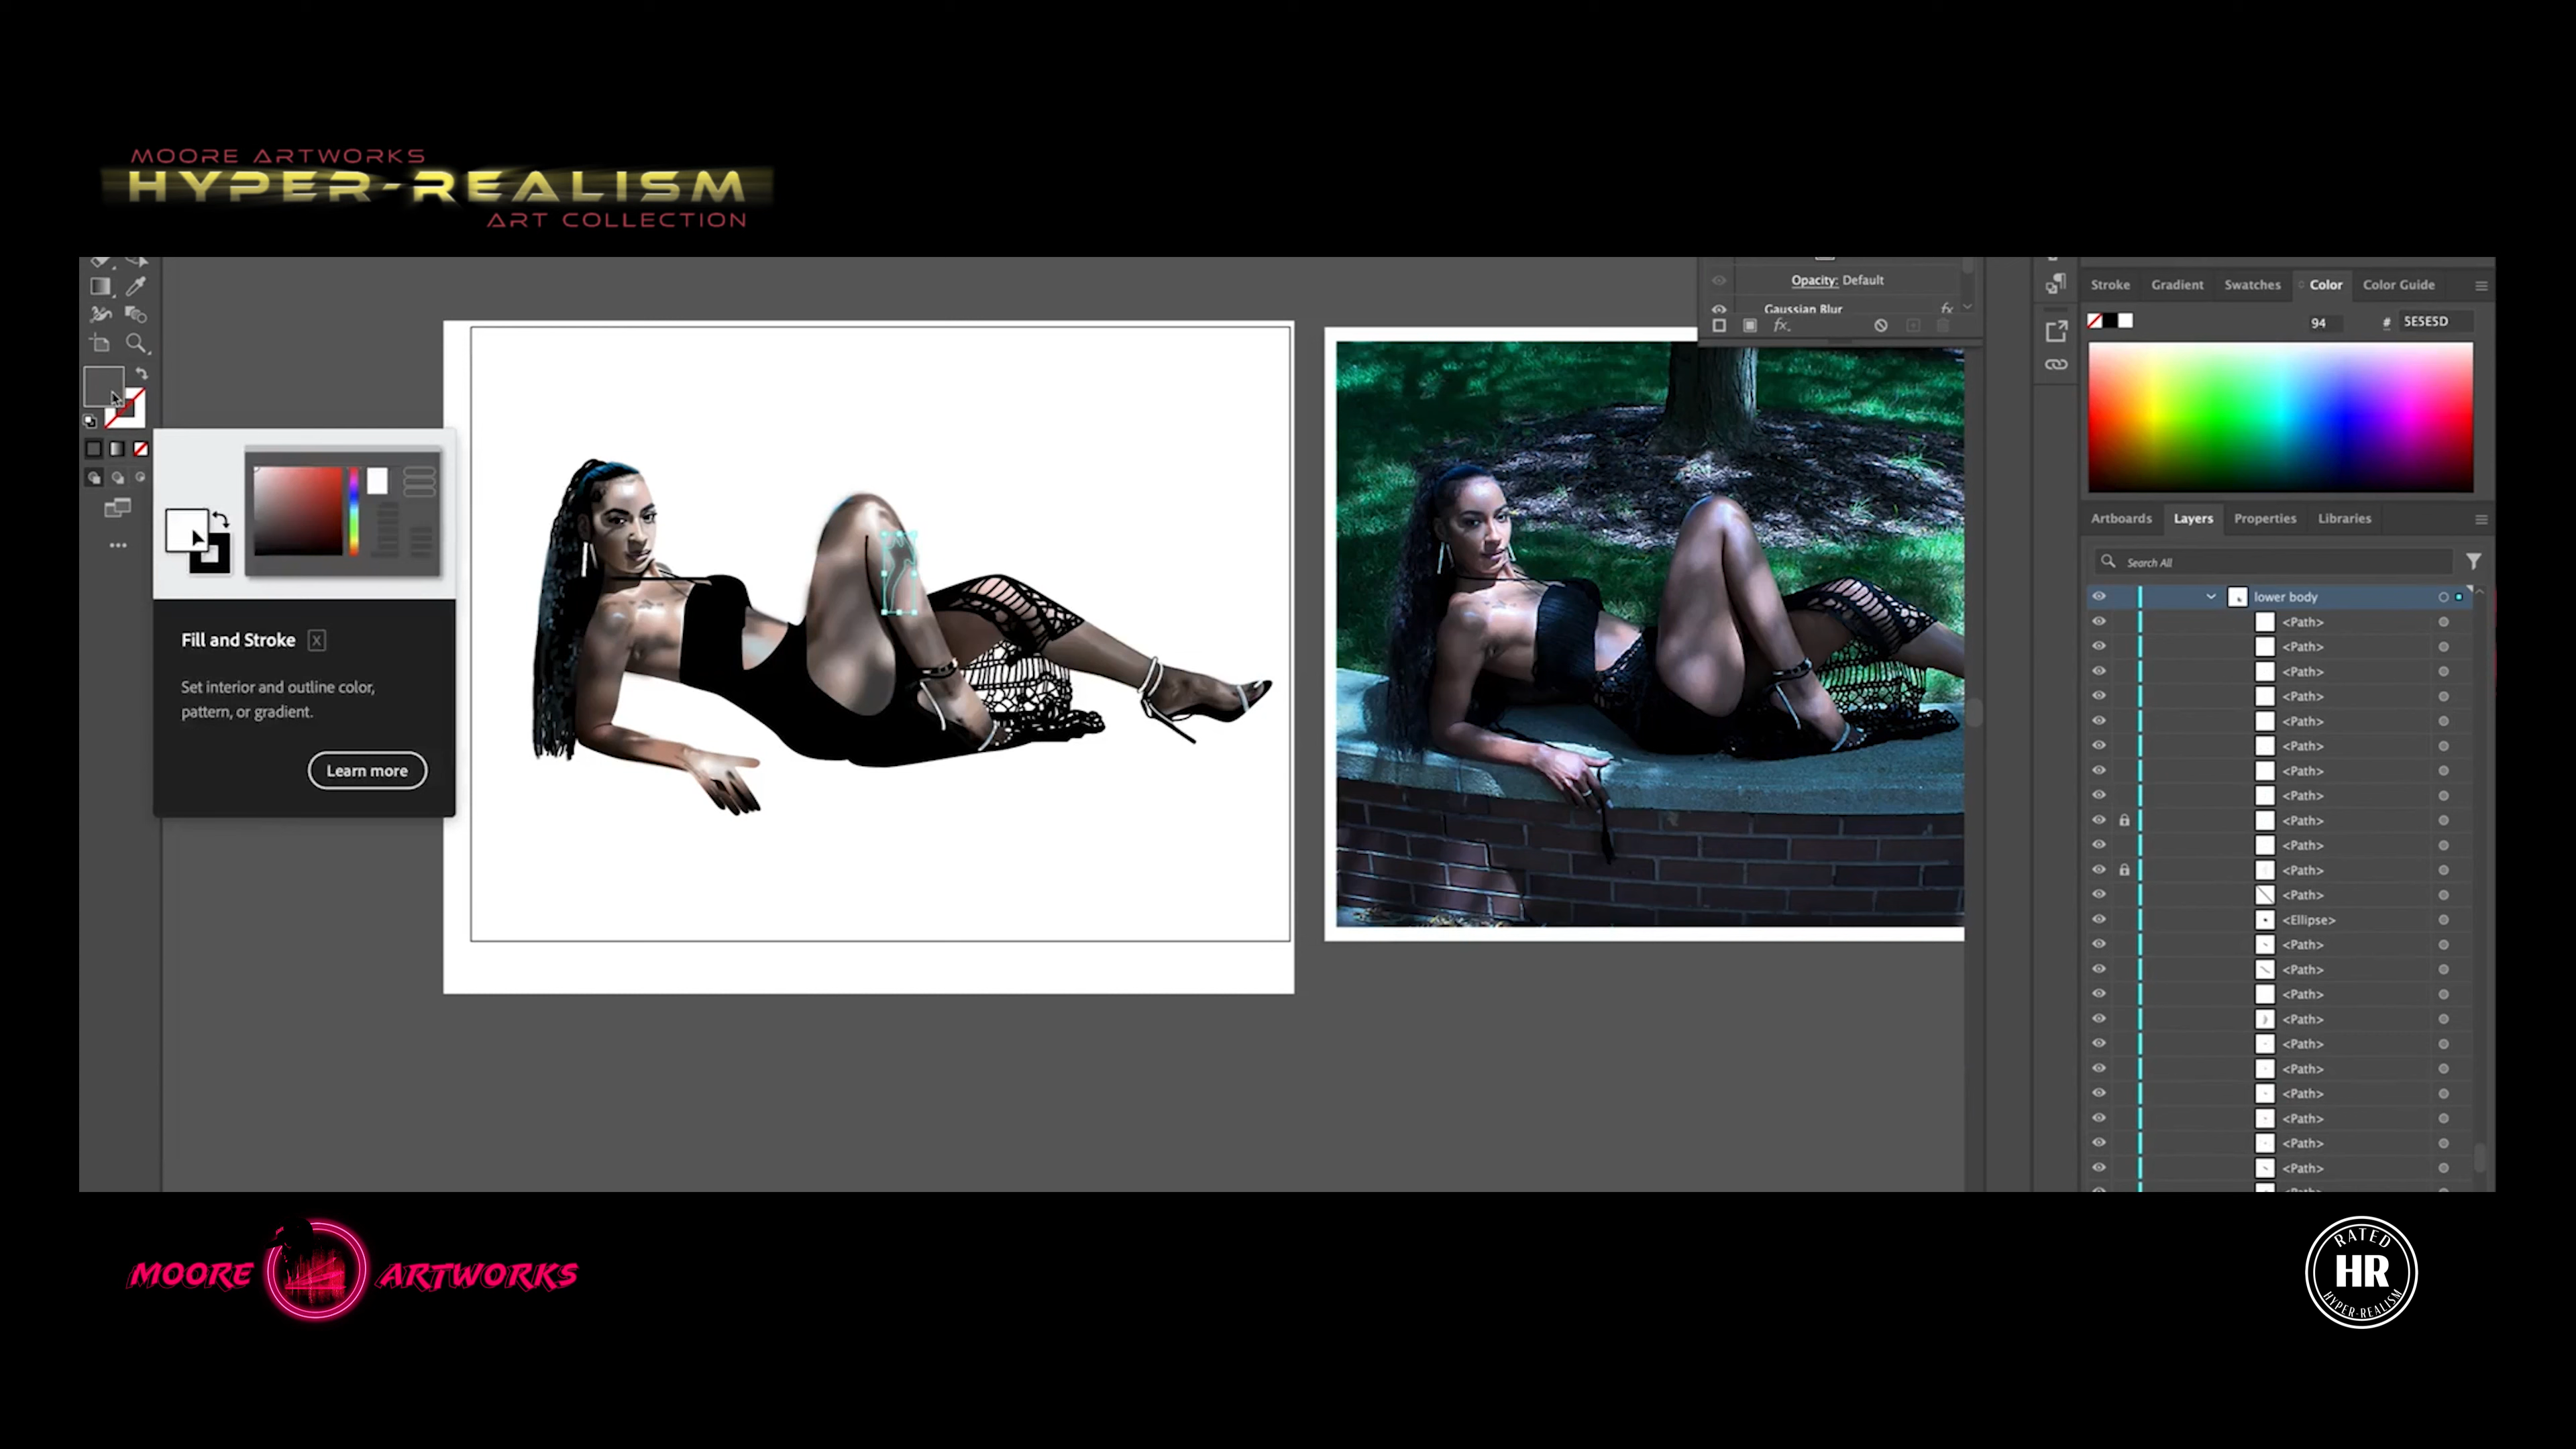 MOORE ARTWORKS
HYPER-REALISM
ART COLLECTION
Opacity: Default
Gaussian Blur
fx
fx
Fill and Stroke
X
Set interior and outline color,
pattern, or gradient.
Learn more
Stroke
Gradient
Swatches
Color
Color Guide
94
# 5E5E5D
Artboards
Layers
Properties
Libraries
Search All
lower body
<Path>
<Path>
<Path>
<Path>
<Path>
<Path>
<Path>
<Path>
<Path>
<Path>
<Path>
<Path>
<Ellipse>
<Path>
<Path>
<Path>
<Path>
<Path>
<Path>
<Path>
<Path>
<Path>
<Path>
MOORE ARTWORKS
RATED
HR
HYPER-REALISM